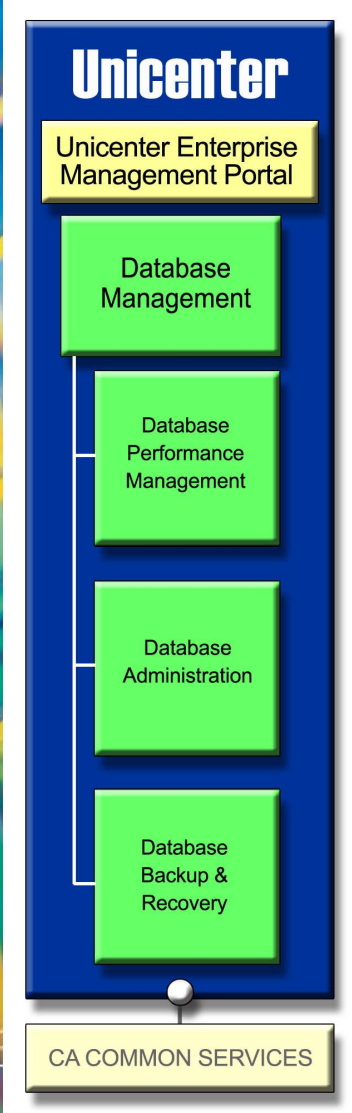 Unicenter
Unicenter Enterprise
Management Portal
Database
Management
Database
Performance
Management
Database
Administration
Database
Backup &
Recovery
CA COMMON SERVICES